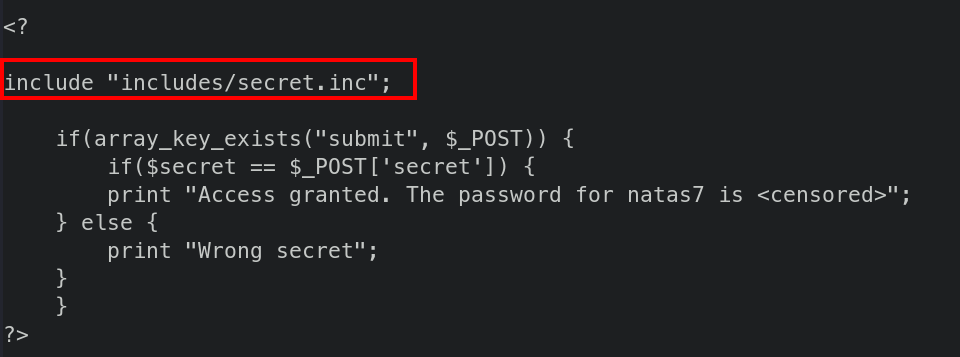 <?
include "includes/secret.inc";
if(array_key_exists("submit", $_POST)) {
if($secret == $_POST['secret']) {
print "Access granted. The password for natas7 is <censored>";
} else {
print "Wrong secret";
}
}
?>